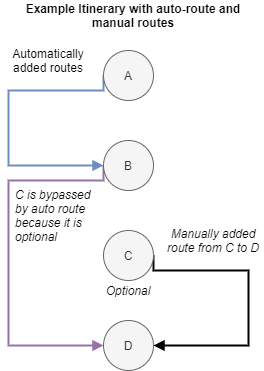 Example Itinerary with auto-route and
manual routes
Automatically
added routes
A
B
C is bypassed
by auto route
because it is
optional
Manually added
route from C to D
C
Optional
D